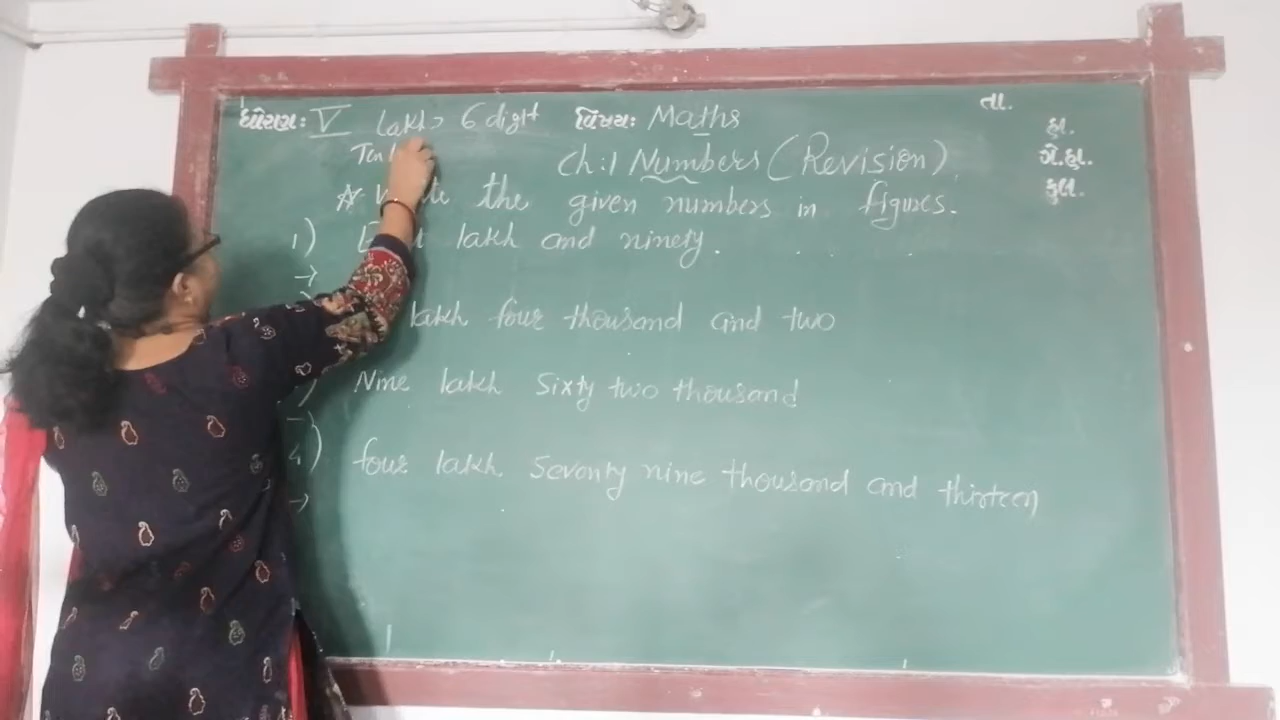 ધોરણ: V lakh > 6 digit વિષય: Maths તા.
હા.
Ten ch:1 Numbers (Revision). ગે.હા.
the given numbers in figures. કુલ
1) lakh and ninety.
→
lakh four thousand and two
) Nine lakh Sixty two thousand
→
4) four lakh Seventy nine thousand and thirteen
→